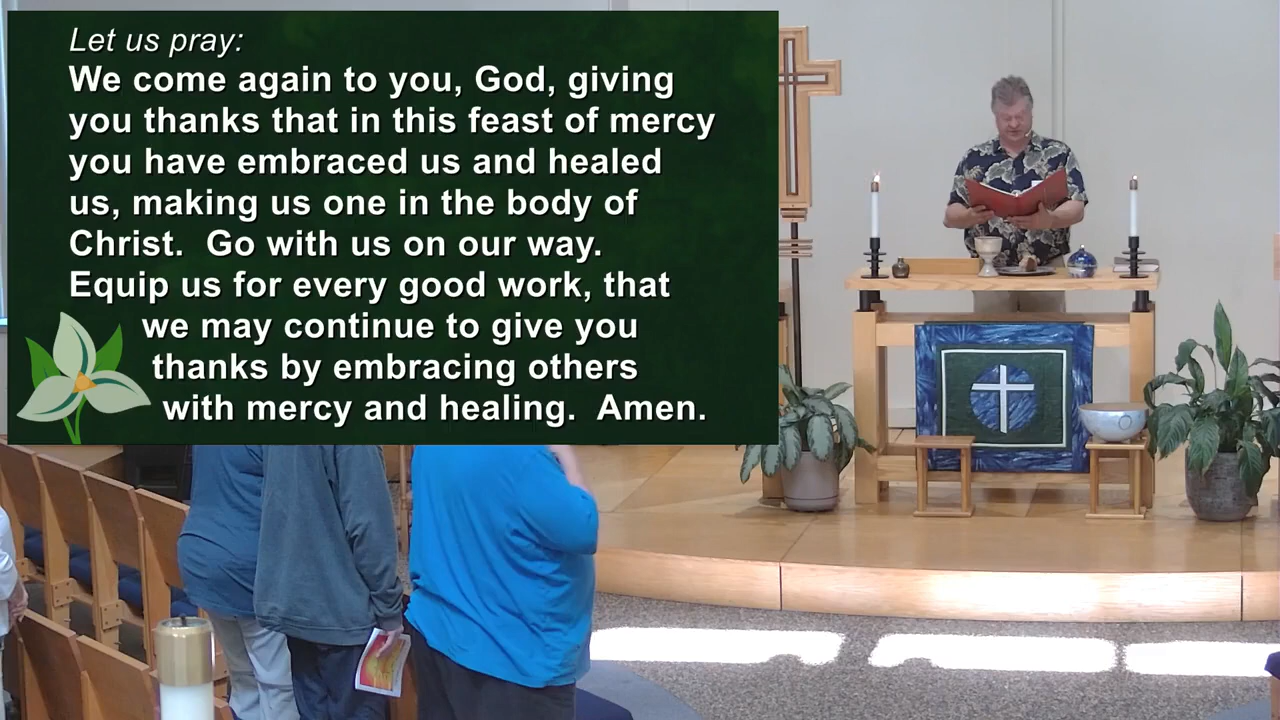 Let us pray:
We come again to you, God, giving
you thanks that in this feast of mercy
you have embraced us and healed
us, making us one in the body of
Christ.  Go with us on our way.
Equip us for every good work, that
we may continue to give you
thanks by embracing others
with mercy and healing.  Amen.